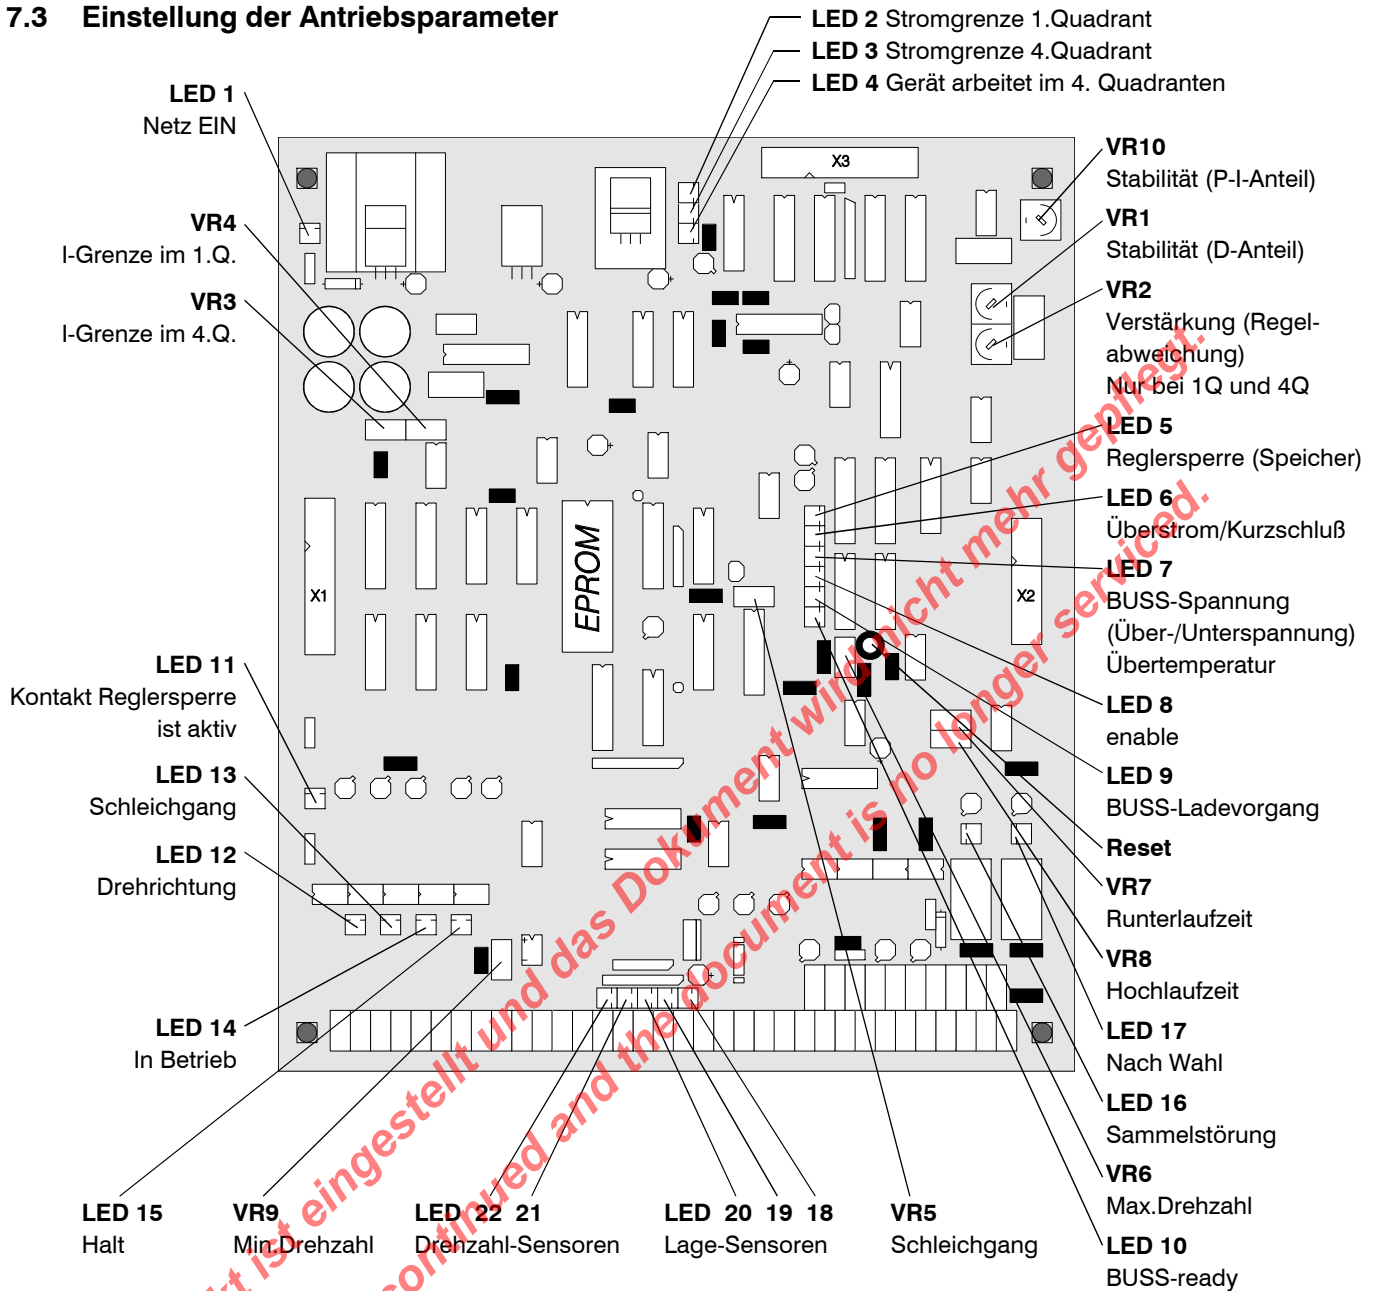 7.3 Einstellung der Antriebsparameter
LED 2 Stromgrenze 1.Quadrant
LED 3 Stromgrenze 4.Quadrant
LED 4 Gerät arbeitet im 4. Quadranten
LED 1
Netz EIN
VR4
I-Grenze im 1.Q.
VR3
I-Grenze im 4.Q.
X3
VR10
Stabilität (P-I-Anteil)
VR1
Stabilität (D-Anteil)
VR2
Verstärkung (Regel-
abweichung)
Nur bei 1Q und 4Q
LED 5
Reglersperre (Speicher)
LED 6
Überstrom/Kurzschluß
LED 7
BUSS-Spannung
(Über-/Unterspannung)
Übertemperatur
LED 8
enable
LED 9
BUSS-Ladevorgang
Reset
VR7
Runterlaufzeit
VR8
Hochlaufzeit
LED 17
Nach Wahl
LED 16
Sammelstörung
VR6
Max.Drehzahl
LED 10
BUSS-ready
X1
EPROM
X2
LED 11
Kontakt Reglersperre
ist aktiv
LED 13
Schleichgang
LED 12
Drehrichtung
LED 14
In Betrieb
LED 15
Halt
VR9
Min.Drehzahl
LED 22 21
Drehzahl-Sensoren
LED 20 19 18
Lage-Sensoren
VR5
Schleichgang
ist eingestellt und das Dokument wird nicht mehr gepflegt.
and the document is no longer serviced.